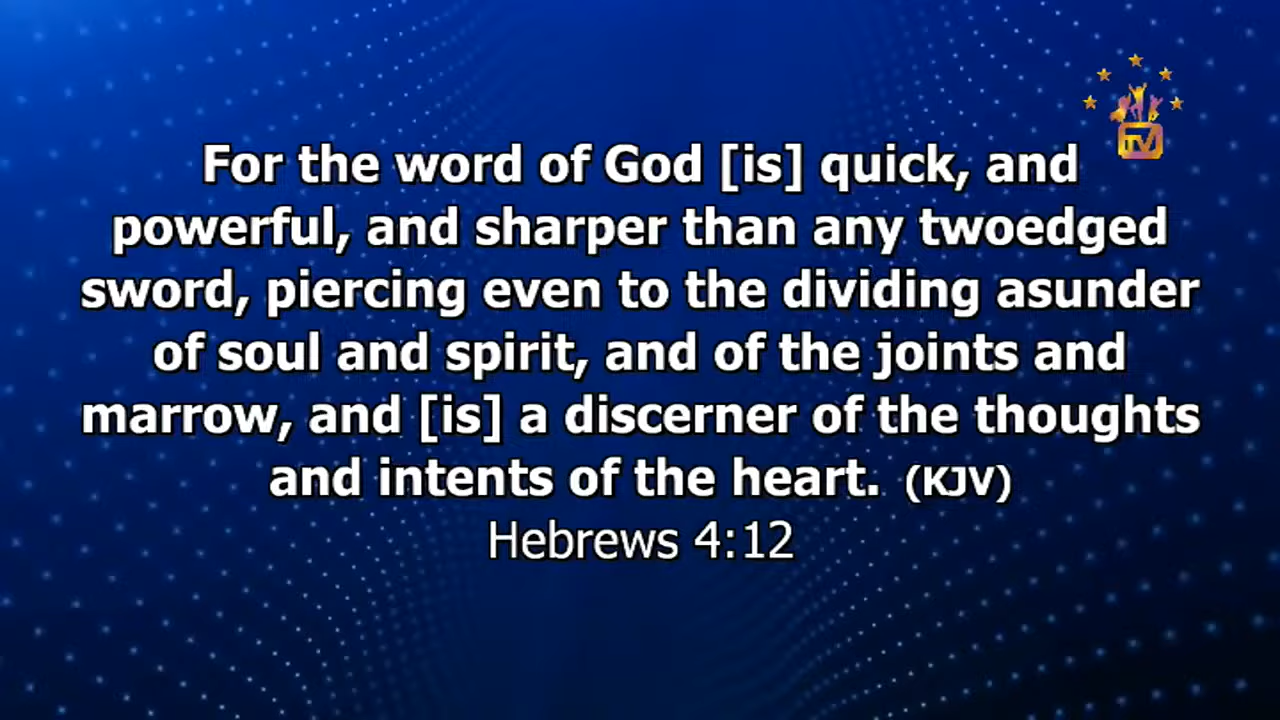 TV
For the word of God [is] quick, and
powerful, and sharper than any twoedged
sword, piercing even to the dividing asunder
of soul and spirit, and of the joints and
marrow, and [is] a discerner of the thoughts
and intents of the heart. (KJV)
Hebrews 4:12